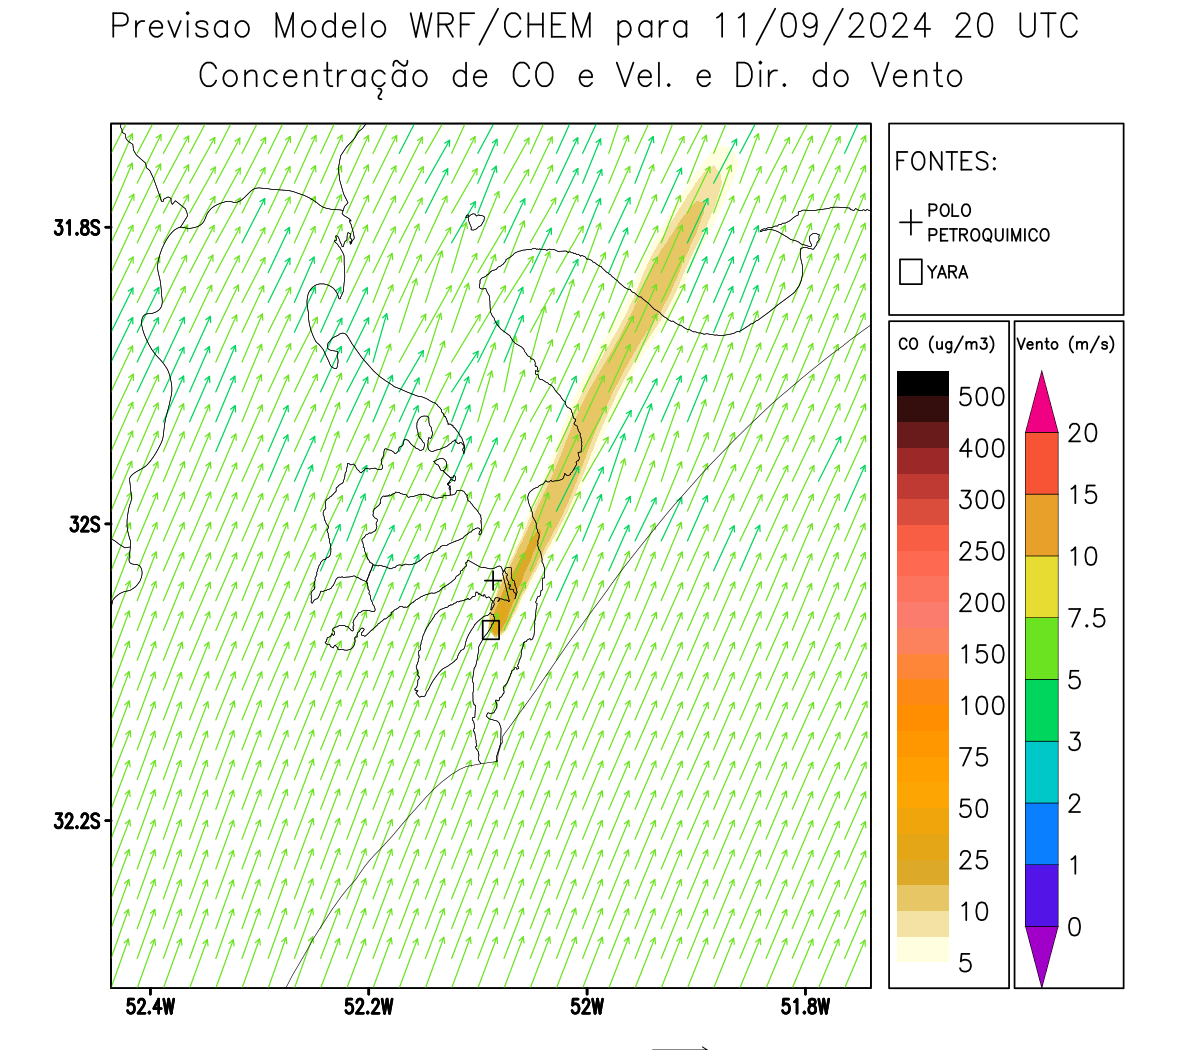 Previsao Modelo WRF/CHEM para 11/09/2024 20 UTC
Concentração de CO e Vel. e Dir. do Vento
31.8S
32S
32.2S
52.4W
52.2W
52W
51.8W
FONTES:
POLO
PETROQUIMICO
YARA
CO (ug/m3)
500
400
300
250
200
150
100
75
50
25
10
5
Vento (m/s)
20
15
10
7.5
5
3
2
1
0